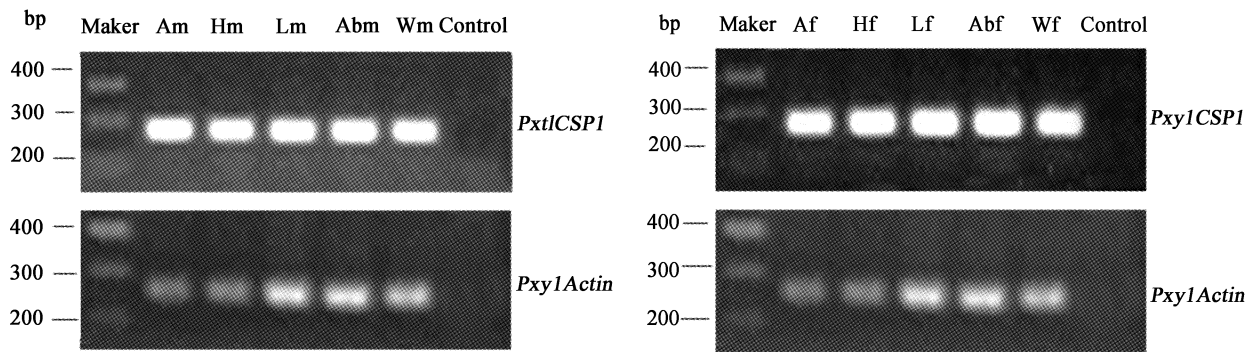 bp Maker Am Hm Lm Abm Wm Control
400
300
200
PxtlCSP1
400
300
200
Pxy1Actin
bp Maker Af Hf Lf Abf Wf Control
400
300
200
Pxy1CSP1
400
300
200
Pxy1Actin